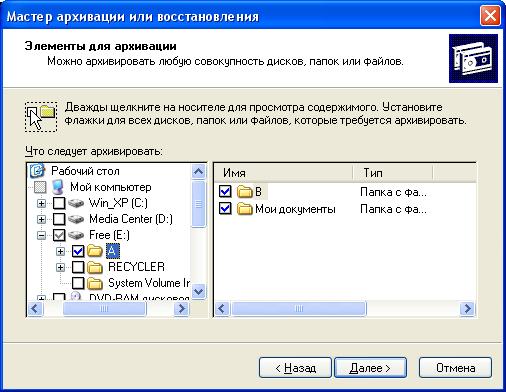 Мастер архивации или восстановления
Элементы для архивации
Можно архивировать любую совокупность дисков, папок или файлов.
Дважды щелкните на носителе для просмотра содержимого. Установите
флажки для всех дисков, папок или файлов, которые требуется архивировать.
Что следует архивировать:
Рабочий стол
Мой компьютер
Win_XP (C:)
Media Center (D:)
Free (E:)
A
RECYCLER
System Volume In
DVD-RAM дисковод
Имя Тип
B Папка с фа...
Мои документы Папка с фа...
< Назад Далее > Отмена